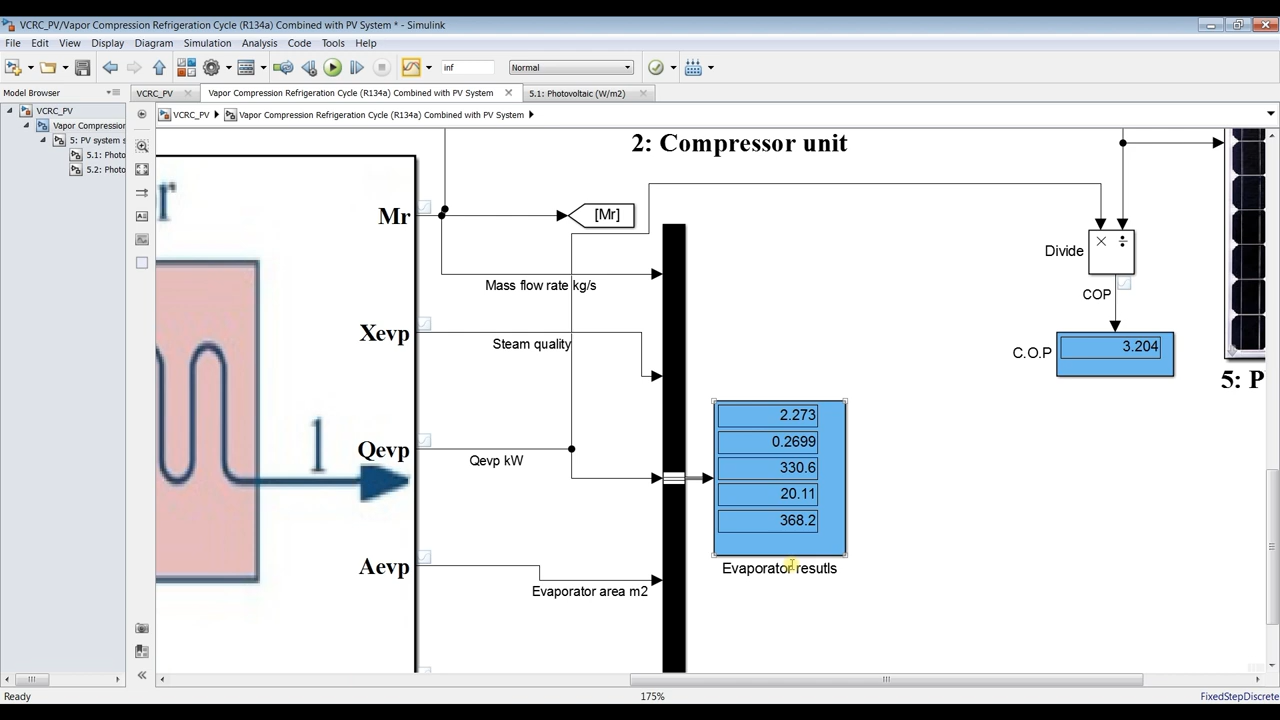 VCRC_PV/Vapor Compression Refrigeration Cycle (R134a) Combined with PV System * - Simulink
File Edit View Display Diagram Simulation Analysis Code Tools Help
inf Normal
Model Browser
VCRC_PV Vapor Compression Refrigeration Cycle (R134a) Combined with PV System 5.1: Photovoltaic (W/m2)
VCRC_PV
Vapor Compression
5: PV system s
5.1: Photo
5.2: Photo
VCRC_PV Vapor Compression Refrigeration Cycle (R134a) Combined with PV System
2: Compressor unit
r
Mr
[Mr]
Mass flow rate kg/s
Divide
× ÷
COP
C.O.P
3.204
5: P
Xevp
Steam quality
1
Qevp
Qevp kW
2.273
0.2699
330.6
20.11
368.2
Evaporator resutls
Aevp
Evaporator area m2
Ready
175%
FixedStepDiscrete